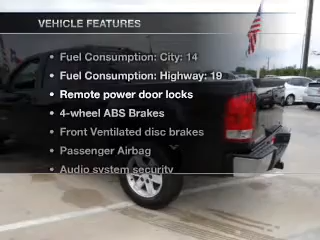 VEHICLE FEATURES
• Fuel Consumption: City: 14
• Fuel Consumption: Highway: 19
• Remote power door locks
• 4-wheel ABS Brakes
• Front Ventilated disc brakes
• Passenger Airbag
• Audio system security